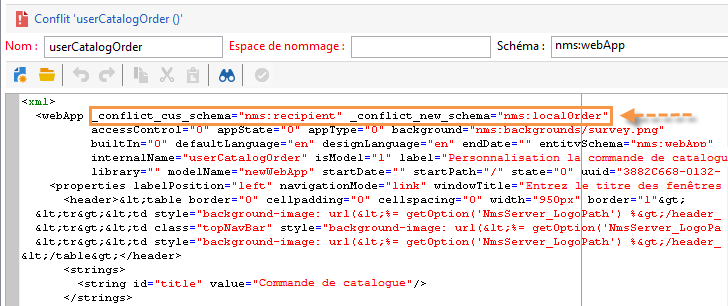 Conflit 'userCatalogOrder ()'
Nom : userCatalogOrder Espace de nommage : Schéma : nms:webApp
<xml>
<webApp _conflict_cus_schema="nms:recipient" _conflict_new_schema="nms:localOrder"
accessControl="0" appState="0" appType="0" background="nms:backgrounds/survey.png"
builtIn="0" defaultLanguage="en" designLanguage="en" endDate="" entitySchema="nms:webApp"
internalName="userCatalogOrder" isModel="1" label="Personnalisation la commande de catalogue
library="" modelName="newWebApp" startDate="" startPath="/" state="0" uuid="3882C668-0132-
<properties labelPosition="left" navigationMode="link" windowTitle="Entrez le titre des fenêtres
<header>&lt;table border="0" cellpadding="0" cellspacing="0" width="950px" border="1"&gt;
&lt;tr&gt;&lt;td style="background-image: url(&lt;%= getOption('NmsServer_LogoPath') %&gt;/header_
&lt;tr&gt;&lt;td class="topNavBar" style="background-image: url(&lt;%= getOption('NmsServer_LogoPa
&lt;tr&gt;&lt;td style="background-image: url(&lt;%= getOption('NmsServer_LogoPath') %&gt;/header_
&lt;/table&gt;</header>
<strings>
<string id="title" value="Commande de catalogue"/>
</strings>